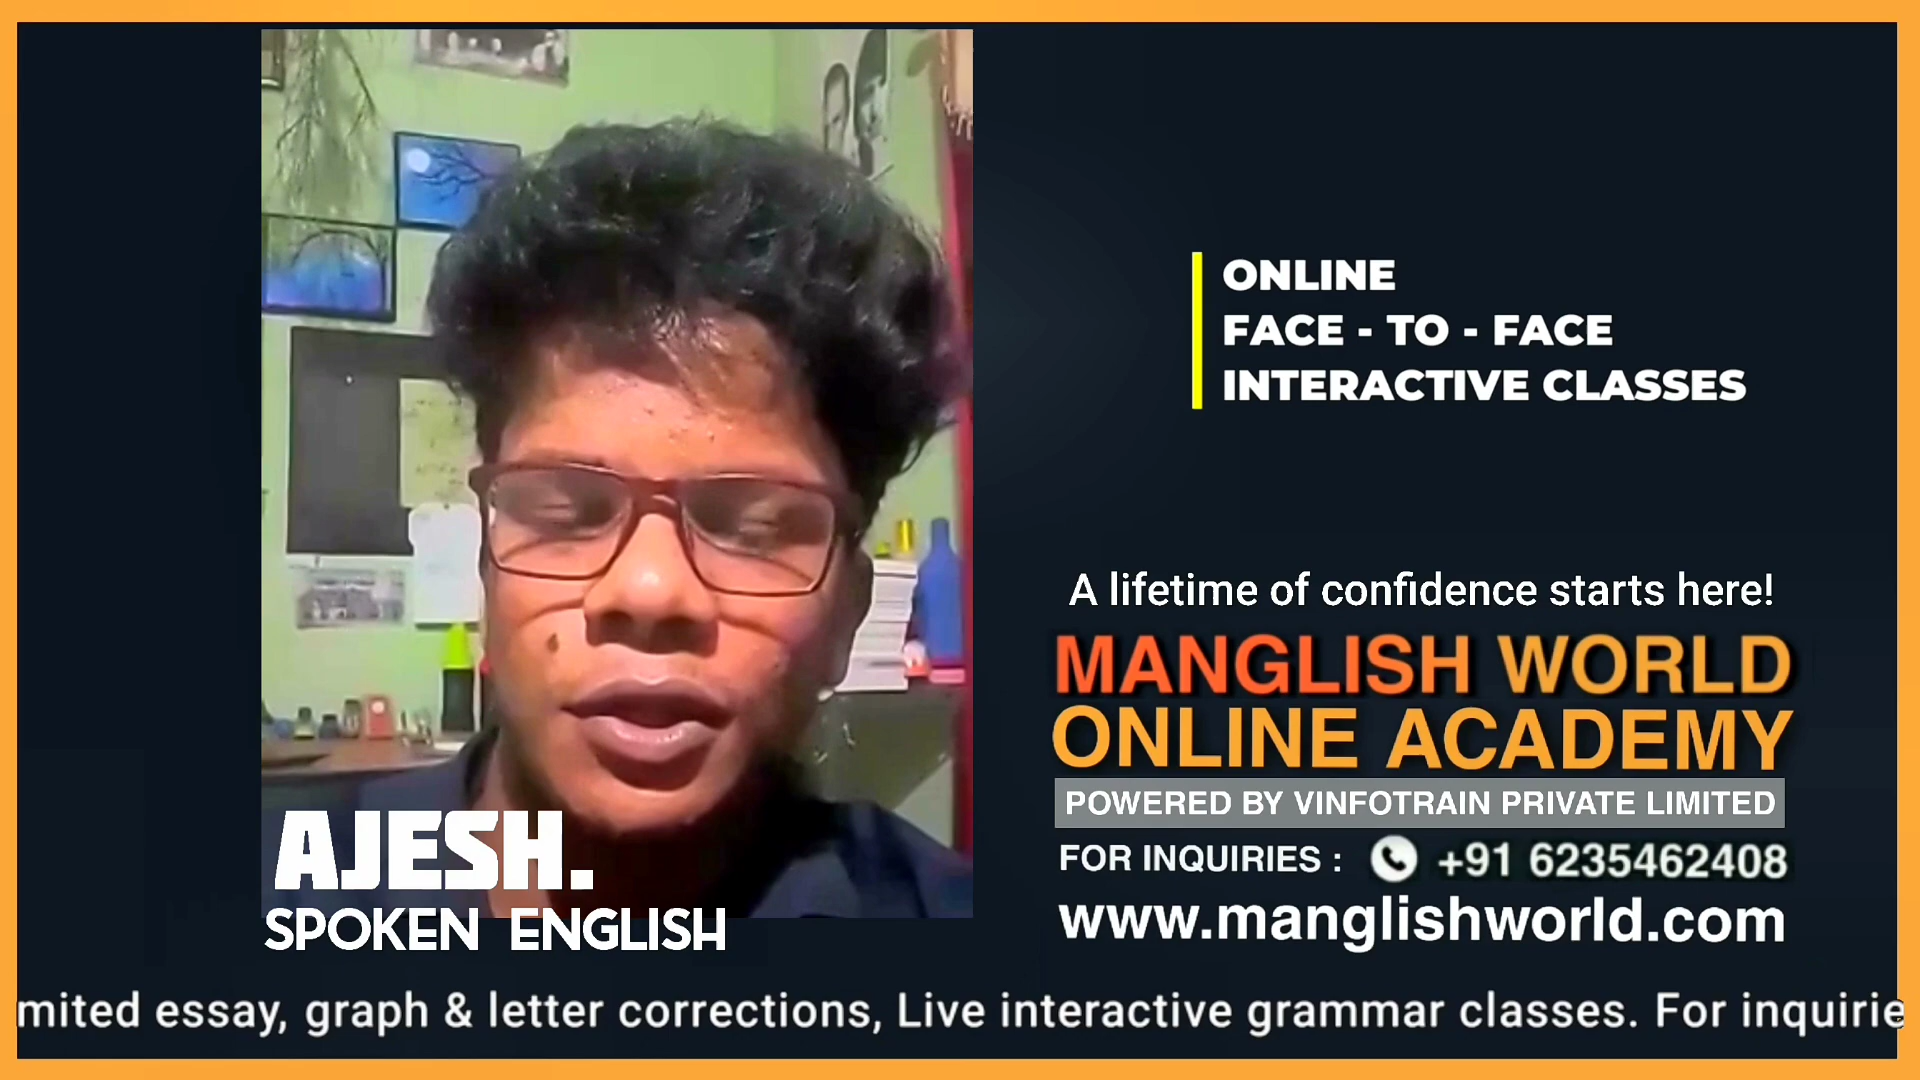 ONLINE
FACE - TO - FACE
INTERACTIVE CLASSES
A lifetime of confidence starts here!
MANGLISH WORLD
ONLINE ACADEMY
POWERED BY VINFOTRAIN PRIVATE LIMITED
FOR INQUIRIES : +91 6235462408
www.manglishworld.com
AJESH.
SPOKEN ENGLISH
mited essay, graph & letter corrections, Live interactive grammar classes. For inquirie